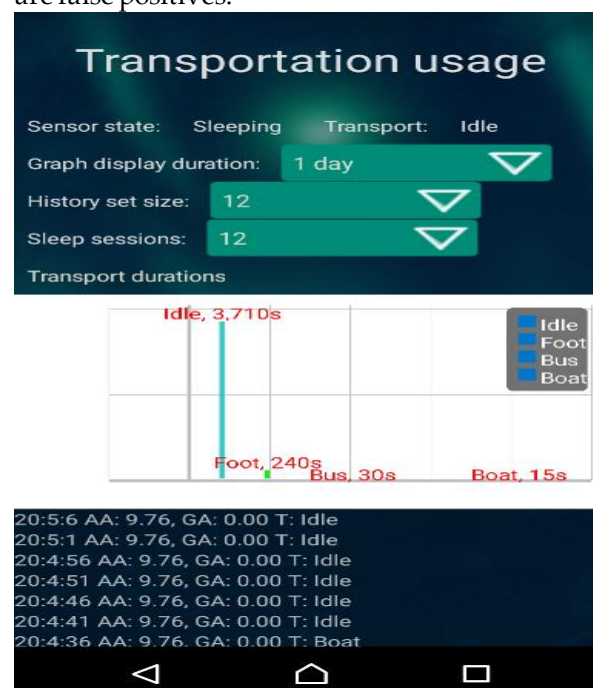 are false positives.
Transportation usage
Sensor state: Sleeping Transport: Idle
Graph display duration: 1 day
History set size: 12
Sleep sessions: 12
Transport durations
Idle, 3,710s
Idle
Foot
Bus
Boat
Foot, 240s
Bus, 30s
Boat, 15s
20:5:6 AA: 9.76, GA: 0.00 T: Idle
20:5:1 AA: 9.76, GA: 0.00 T: Idle
20:4:56 AA: 9.76, GA: 0.00 T: Idle
20:4:51 AA: 9.76, GA: 0.00 T: Idle
20:4:46 AA: 9.76, GA: 0.00 T: Idle
20:4:41 AA: 9.76, GA: 0.00 T: Idle
20:4:36 AA: 9.76, GA: 0.00 T: Boat